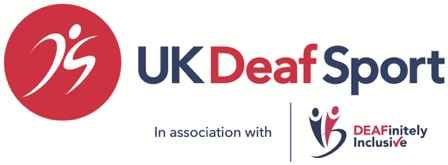 UK Deaf Sport
In association with
DEAFinitely
Inclusive